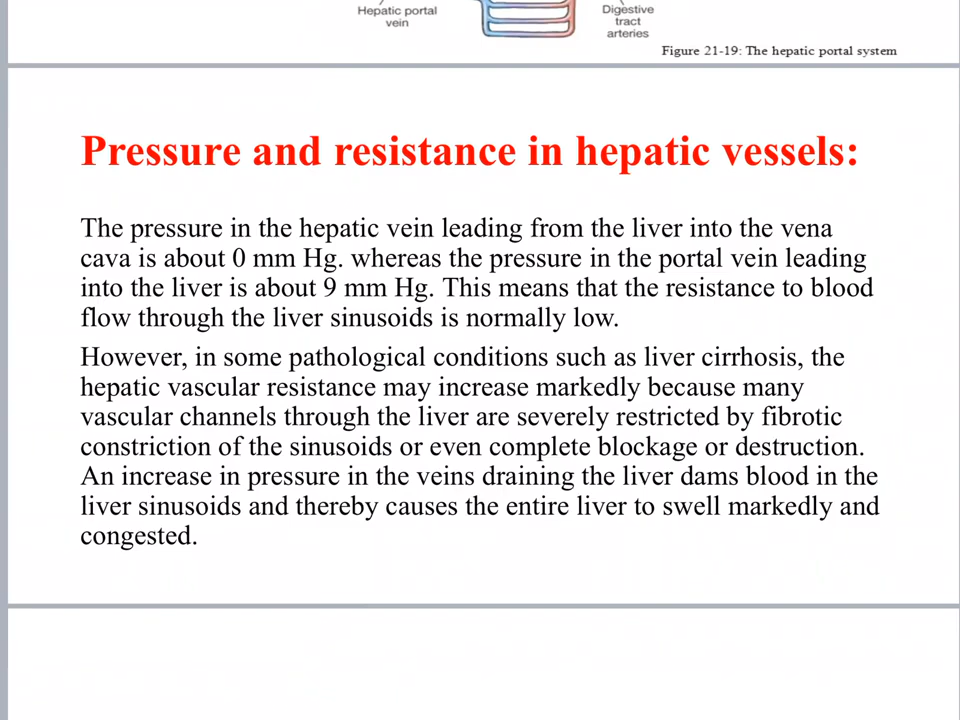 Hepatic portal
vein
Digestive
tract
arteries
Figure 21-19: The hepatic portal system
Pressure and resistance in hepatic vessels:
The pressure in the hepatic vein leading from the liver into the vena
cava is about 0 mm Hg. whereas the pressure in the portal vein leading
into the liver is about 9 mm Hg. This means that the resistance to blood
flow through the liver sinusoids is normally low.
However, in some pathological conditions such as liver cirrhosis, the
hepatic vascular resistance may increase markedly because many
vascular channels through the liver are severely restricted by fibrotic
constriction of the sinusoids or even complete blockage or destruction.
An increase in pressure in the veins draining the liver dams blood in the
liver sinusoids and thereby causes the entire liver to swell markedly and
congested.